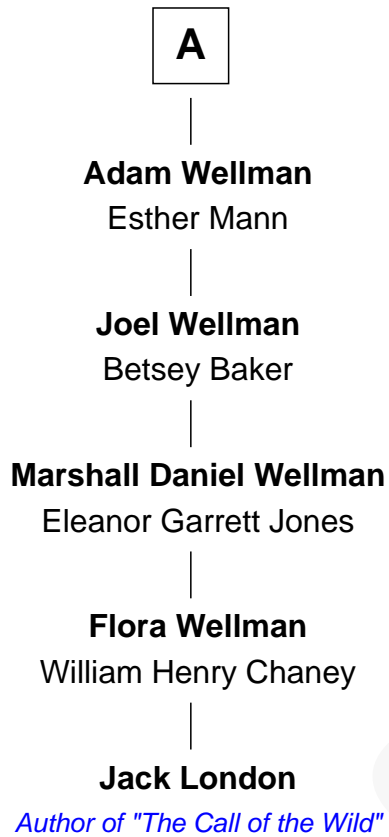 A
Adam Wellman
Esther Mann
Joel Wellman
Betsey Baker
Marshall Daniel Wellman
Eleanor Garrett Jones
Flora Wellman
William Henry Chaney
Jack London
Author of "The Call of the Wild"